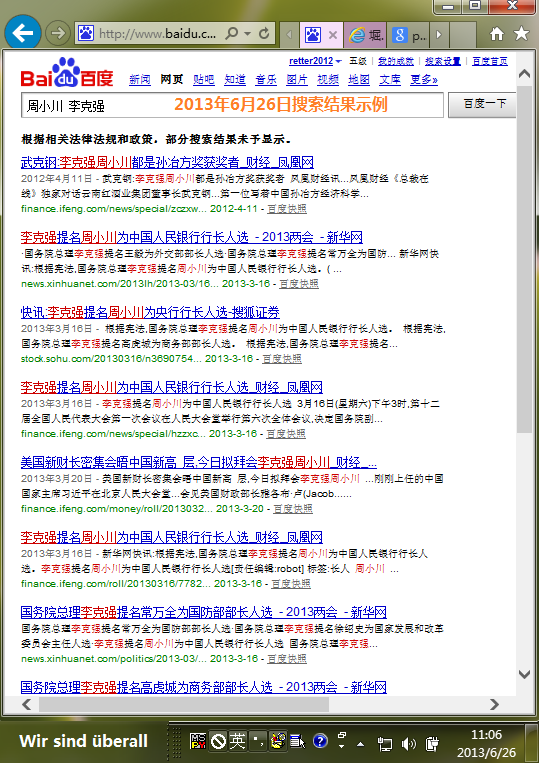 http://www.baidu.c...
堀.
p..
retter2012 五级 | 我的成就 | 搜索设置 | 百度首页
Bai du 百度
新闻 网页 贴吧 知道 音乐 图片 视频 地图 文库 更多»
周小川 李克强
2013年6月26日搜索结果示例
百度一下
根据相关法律法规和政策，部分搜索结果未予显示。
武克钢:李克强周小川都是孙冶方奖获奖者_财经_凤凰网
2012年4月11日 - 武克钢:李克强周小川都是孙冶方奖获奖者 凤凰财经讯...凤凰财经《总裁在
线》独家对话云南红酒业集团董事长武克钢...第一位写着中国孙冶方经济科学...
finance.ifeng.com/news/special/zczxw... 2012-4-11 - 百度快照
李克强提名周小川为中国人民银行行长人选 - 2013两会 - 新华网
·国务院总理李克强提名王毅为外交部部长人选·国务院总理李克强提名常万全为国防... 新华网快
讯:根据宪法,国务院总理李克强提名周小川为中国人民银行行长人选。( ...
news.xinhuanet.com/2013lh/2013-03/16... 2013-3-16 - 百度快照
快讯:李克强提名周小川为央行行长人选-搜狐证券
2013年3月16日 - 根据宪法,国务院总理李克强提名周小川为中国人民银行行长人选。 根据宪法,
国务院总理李克强提名高虎城为商务部部长人选。 根据宪法,国务院总理李克强提名...
stock.sohu.com/20130316/n3690754... 2013-3-16 - 百度快照
李克强提名周小川为中国人民银行行长人选_财经_凤凰网
2013年3月16日 - 李克强提名周小川为中国人民银行行长人选 3月16日(星期六)下午3时,第十二
届全国人民代表大会第一次会议在人民大会堂举行第六次全体会议,决定国务院副...
finance.ifeng.com/news/special/hzzxc... 2013-3-16 - 百度快照
美国新财长密集会晤中国新高 层,今日拟拜会李克强周小川_财经_...
2013年3月20日 - 美国新财长密集会晤中国新高 层,今日拟拜会李克强周小川 ...刚刚上任的中国
国家主席习近平在北京人民大会堂...会见美国财政部长雅各布·卢(Jacob......
finance.ifeng.com/money/roll/2013032... 2013-3-20 - 百度快照
李克强提名周小川为中国人民银行行长人选_财经_凤凰网
2013年3月16日 - 新华网快讯:根据宪法,国务院总理李克强提名周小川为中国人民银行行长人
选。李克强提名周小川为中国人民银行行长人选[责任编辑:robot] 标签:长人 周小川 ...
finance.ifeng.com/roll/20130316/7782... 2013-3-16 - 百度快照
国务院总理李克强提名常万全为国防部部长人选 - 2013两会 - 新华网
国务院总理李克强提名常万全为国防部部长人选·国务院总理李克强提名徐绍史为国家发展和改革
委员会主任人选·李克强提名周小川为中国人民银行行长人选 国务院总理李克强...
news.xinhuanet.com/politics/2013-03/... 2013-3-16 - 百度快照
国务院总理李克强提名高虎城为商务部部长人选 - 2013两会 - 新华网
Wir sind überall
英
11:06
2013/6/26